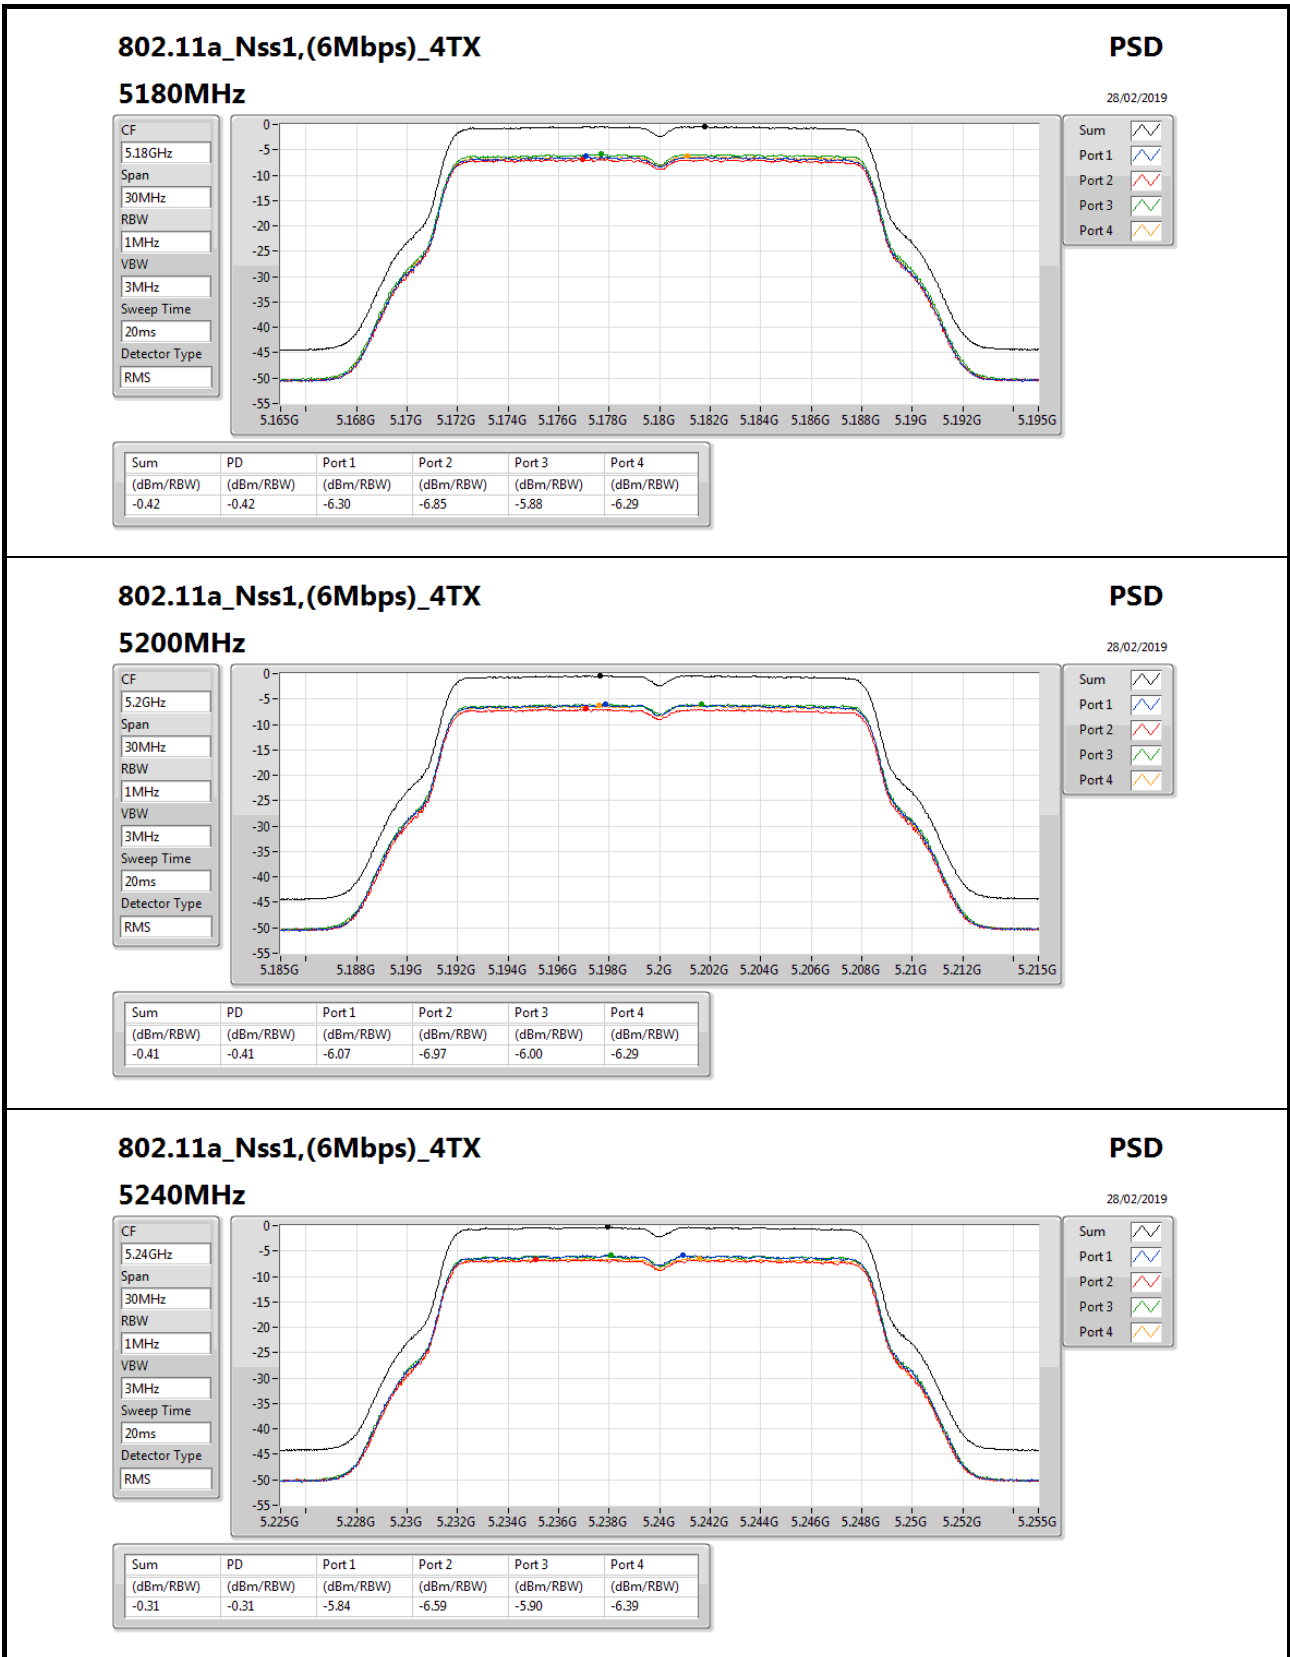 802.11a_Nss1,(6Mbps)_4TX PSD
5180MHz 28/02/2019
CF
5.18GHz
Span
30MHz
RBW
1MHz
VBW
3MHz
Sweep Time
20ms
Detector Type
RMS
0
-5
-10
-15
-20
-25
-30
-35
-40
-45
-50
-55
5.165G 5.168G 5.17G 5.172G 5.174G 5.176G 5.178G 5.18G 5.182G 5.184G 5.186G 5.188G 5.19G 5.192G 5.195G
Sum
Port 1
Port 2
Port 3
Port 4
Sum PD Port 1 Port 2 Port 3 Port 4
(dBm/RBW) (dBm/RBW) (dBm/RBW) (dBm/RBW) (dBm/RBW) (dBm/RBW)
-0.42 -0.42 -6.30 -6.85 -5.88 -6.29
802.11a_Nss1,(6Mbps)_4TX PSD
5200MHz 28/02/2019
CF
5.2GHz
Span
30MHz
RBW
1MHz
VBW
3MHz
Sweep Time
20ms
Detector Type
RMS
0
-5
-10
-15
-20
-25
-30
-35
-40
-45
-50
-55
5.185G 5.188G 5.19G 5.192G 5.194G 5.196G 5.198G 5.2G 5.202G 5.204G 5.206G 5.208G 5.21G 5.212G 5.215G
Sum
Port 1
Port 2
Port 3
Port 4
Sum PD Port 1 Port 2 Port 3 Port 4
(dBm/RBW) (dBm/RBW) (dBm/RBW) (dBm/RBW) (dBm/RBW) (dBm/RBW)
-0.41 -0.41 -6.07 -6.97 -6.00 -6.29
802.11a_Nss1,(6Mbps)_4TX PSD
5240MHz 28/02/2019
CF
5.24GHz
Span
30MHz
RBW
1MHz
VBW
3MHz
Sweep Time
20ms
Detector Type
RMS
0
-5
-10
-15
-20
-25
-30
-35
-40
-45
-50
-55
5.225G 5.228G 5.23G 5.232G 5.234G 5.236G 5.238G 5.24G 5.242G 5.244G 5.246G 5.248G 5.25G 5.252G 5.255G
Sum
Port 1
Port 2
Port 3
Port 4
Sum PD Port 1 Port 2 Port 3 Port 4
(dBm/RBW) (dBm/RBW) (dBm/RBW) (dBm/RBW) (dBm/RBW) (dBm/RBW)
-0.31 -0.31 -5.84 -6.59 -5.90 -6.39